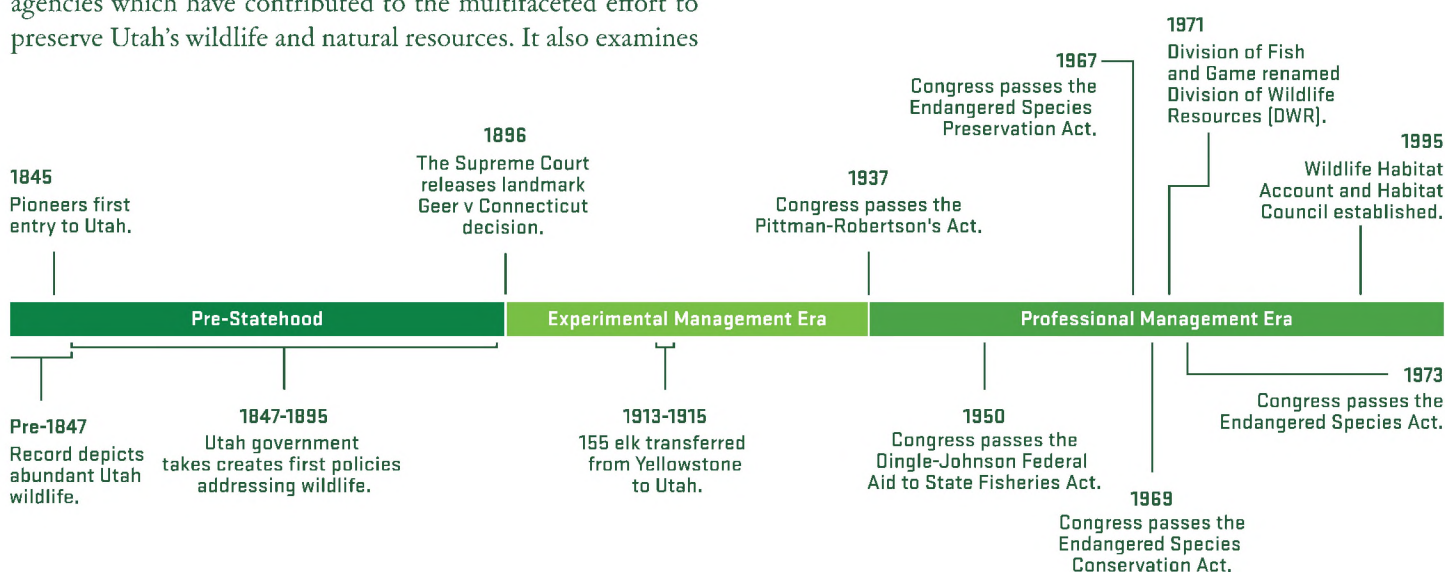 agencies which have contributed to the multifaceted effort to
preserve Utah's wildlife and natural resources. It also examines
1845
Pioneers first
entry to Utah.
1896
The Supreme Court
releases landmark
Geer v Connecticut
decision.
1937
Congress passes the
Pittman-Robertson's Act.
1967
Congress passes the
Endangered Species
Preservation Act.
1971
Division of Fish
and Game renamed
Division of Wildlife
Resources (DWR).
1995
Wildlife Habitat
Account and Habitat
Council established.
Pre-Statehood
Experimental Management Era
Professional Management Era
Pre-1847
Record depicts
abundant Utah
wildlife.
1847-1895
Utah government
takes creates first policies
addressing wildlife.
1913-1915
155 elk transferred
from Yellowstone
to Utah.
1950
Congress passes the
Dingle-Johnson Federal
Aid to State Fisheries Act.
1969
Congress passes the
Endangered Species
Conservation Act.
1973
Congress passes the
Endangered Species Act.